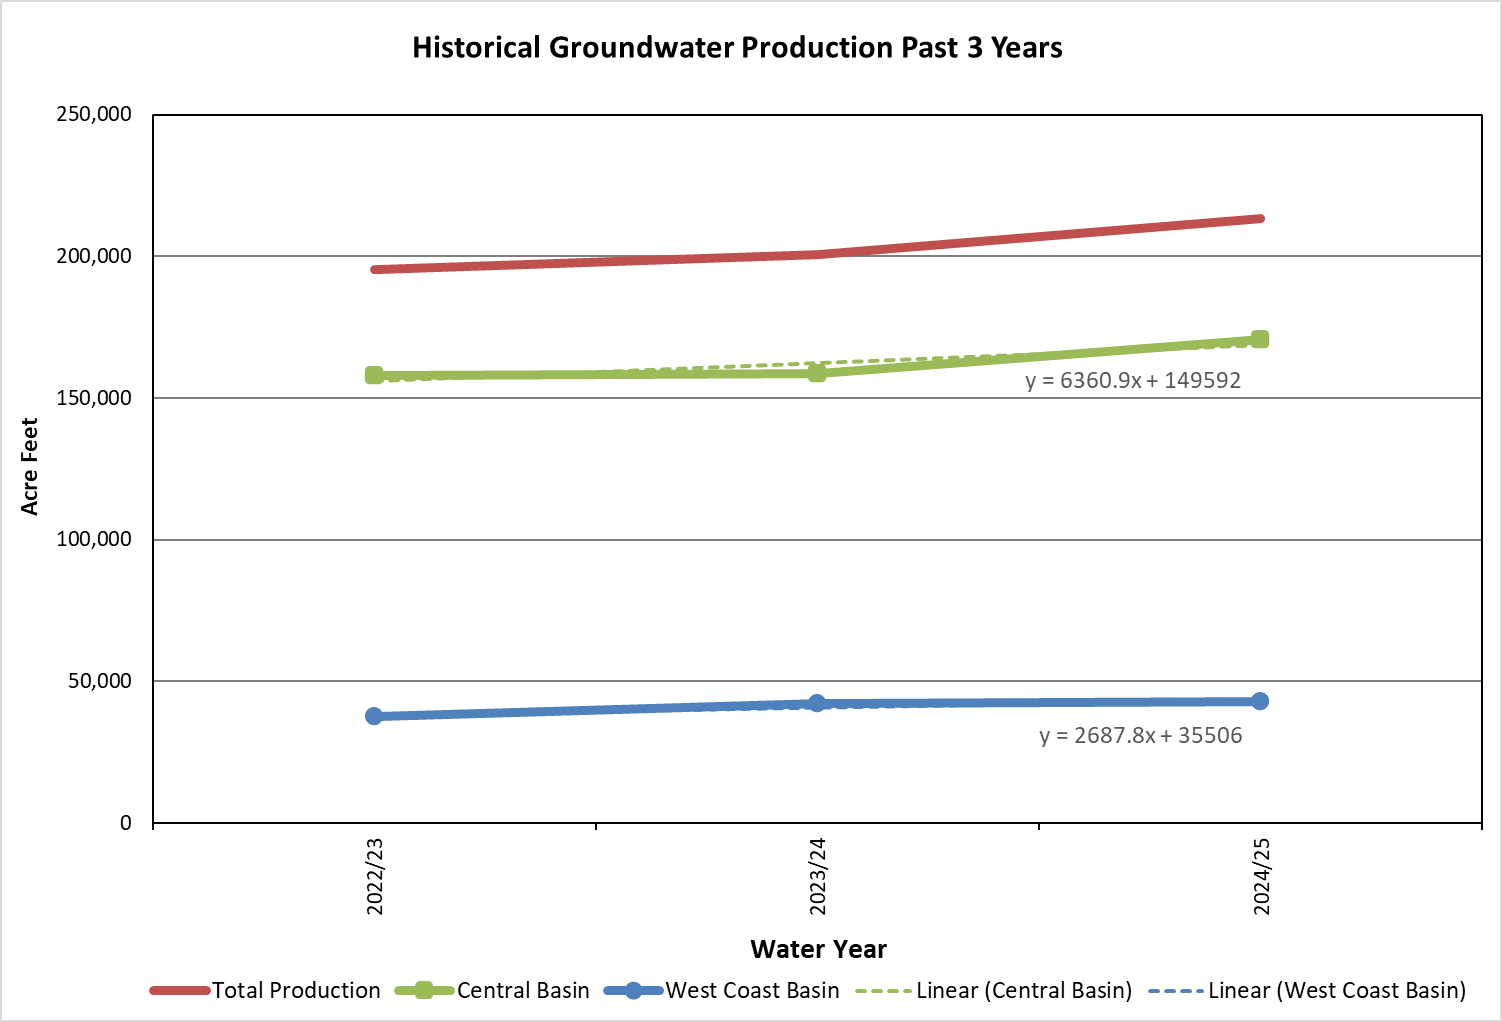 Historical Groundwater Production Past 3 Years
250,000
200,000
150,000
100,000
50,000
0
Acre Feet
y = 6360.9x + 149592
y = 2687.8x + 35506
2022/23
2023/24
2024/25
Water Year
Total Production Central Basin West Coast Basin Linear (Central Basin) Linear (West Coast Basin)